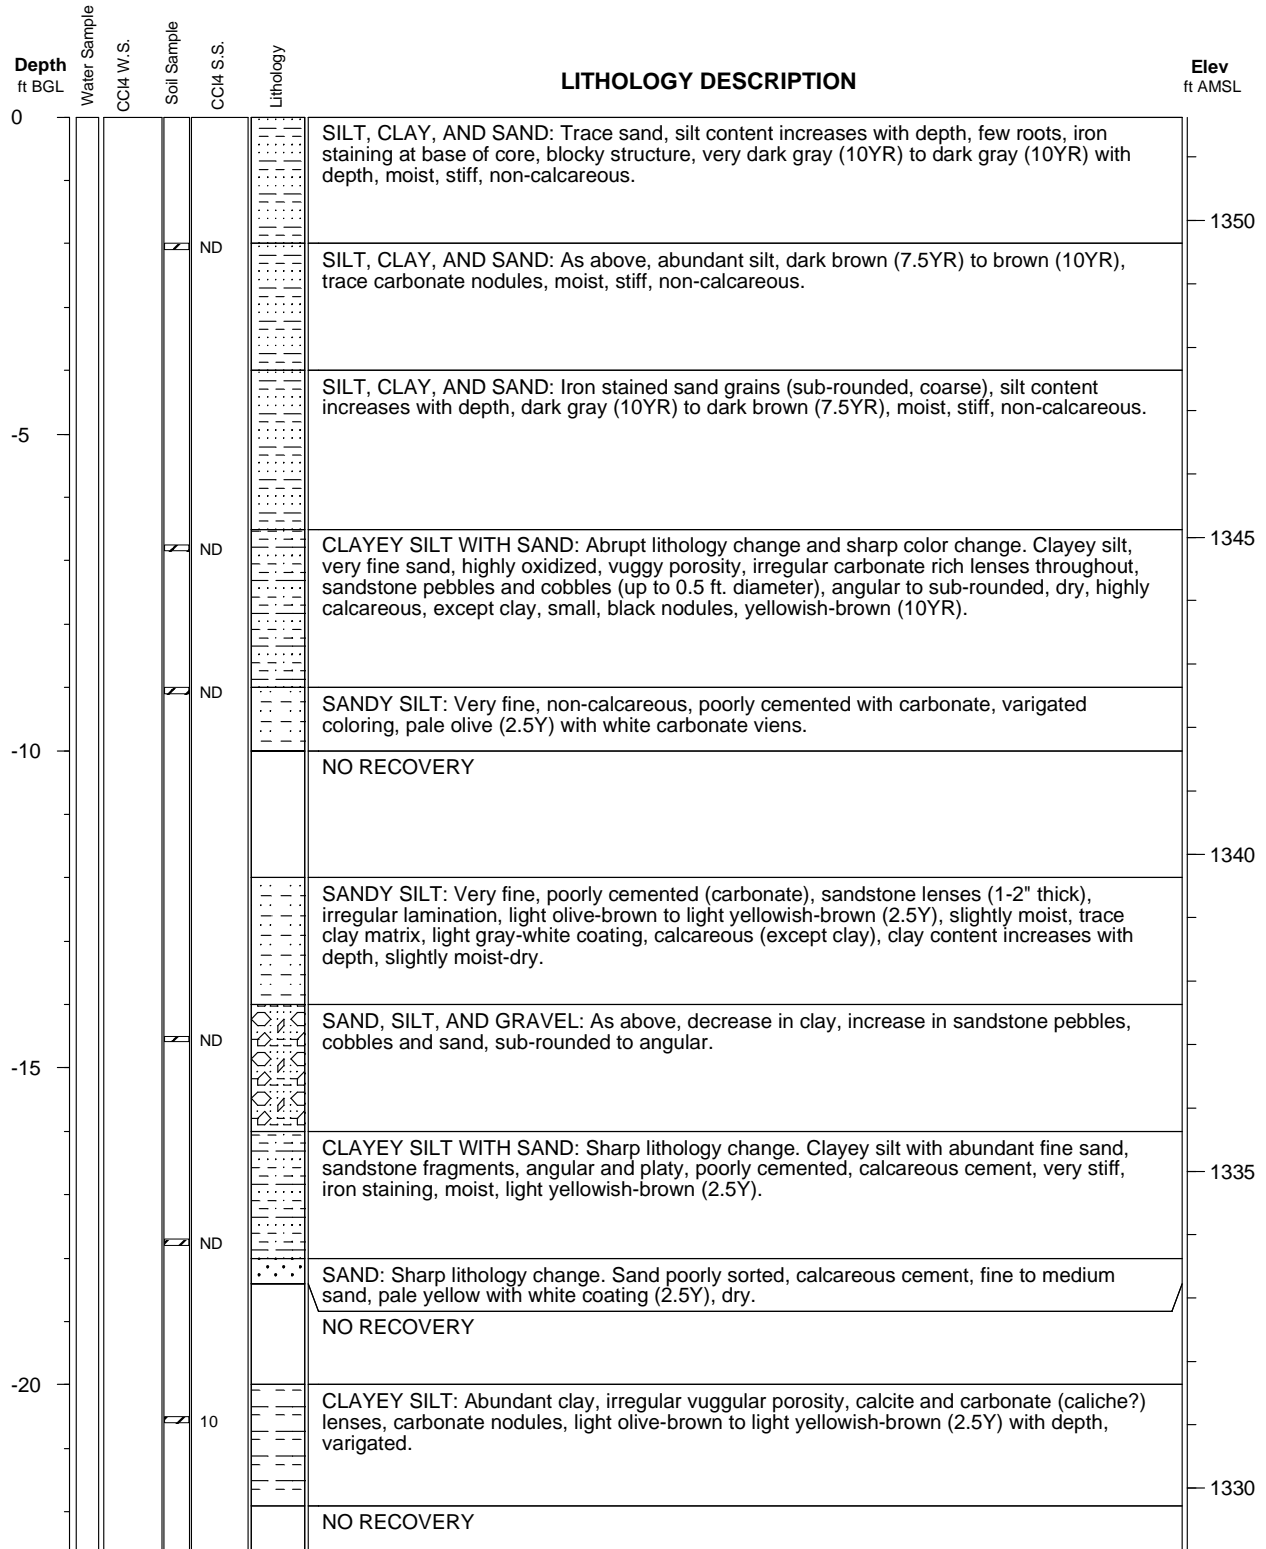 Depth
ft BGL
Water Sample
CCl4 W.S.
Soil Sample
CCl4 S.S.
Lithology
LITHOLOGY DESCRIPTION
Elev
ft AMSL
0
SILT, CLAY, AND SAND: Trace sand, silt content increases with depth, few roots, iron
staining at base of core, blocky structure, very dark gray (10YR) to dark gray (10YR) with
depth, moist, stiff, non-calcareous.
1350
ND
SILT, CLAY, AND SAND: As above, abundant silt, dark brown (7.5YR) to brown (10YR),
trace carbonate nodules, moist, stiff, non-calcareous.
SILT, CLAY, AND SAND: Iron stained sand grains (sub-rounded, coarse), silt content
increases with depth, dark gray (10YR) to dark brown (7.5YR), moist, stiff, non-calcareous.
-5
ND
CLAYEY SILT WITH SAND: Abrupt lithology change and sharp color change. Clayey silt,
very fine sand, highly oxidized, vuggy porosity, irregular carbonate rich lenses throughout,
sandstone pebbles and cobbles (up to 0.5 ft. diameter), angular to sub-rounded, dry, highly
calcareous, except clay, small, black nodules, yellowish-brown (10YR).
1345
ND
SANDY SILT: Very fine, non-calcareous, poorly cemented with carbonate, varigated
coloring, pale olive (2.5Y) with white carbonate viens.
-10
NO RECOVERY
1340
SANDY SILT: Very fine, poorly cemented (carbonate), sandstone lenses (1-2" thick),
irregular lamination, light olive-brown to light yellowish-brown (2.5Y), slightly moist, trace
clay matrix, light gray-white coating, calcareous (except clay), clay content increases with
depth, slightly moist-dry.
ND
SAND, SILT, AND GRAVEL: As above, decrease in clay, increase in sandstone pebbles,
cobbles and sand, sub-rounded to angular.
-15
CLAYEY SILT WITH SAND: Sharp lithology change. Clayey silt with abundant fine sand,
sandstone fragments, angular and platy, poorly cemented, calcareous cement, very stiff,
iron staining, moist, light yellowish-brown (2.5Y).
1335
ND
SAND: Sharp lithology change. Sand poorly sorted, calcareous cement, fine to medium
sand, pale yellow with white coating (2.5Y), dry.
NO RECOVERY
-20
10
CLAYEY SILT: Abundant clay, irregular vuggular porosity, calcite and carbonate (caliche?)
lenses, carbonate nodules, light olive-brown to light yellowish-brown (2.5Y) with depth,
varigated.
1330
NO RECOVERY